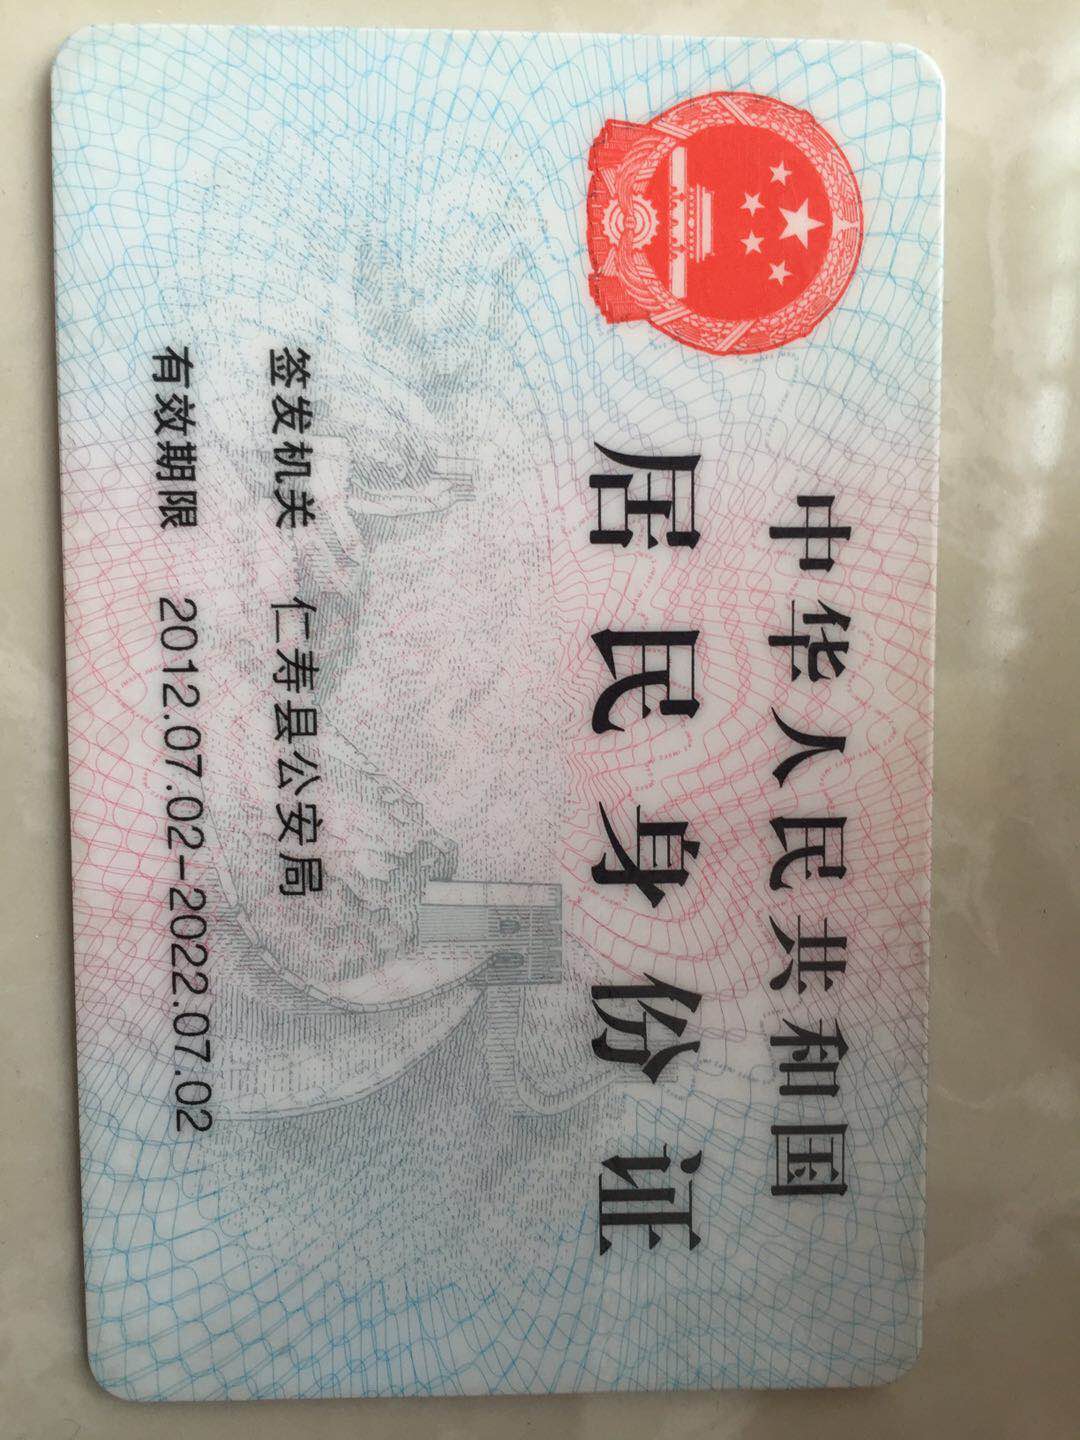 中华人民共和国
居民身份证
签发机关 仁寿县公安局
有效期限 2012.07.02-2022.07.02